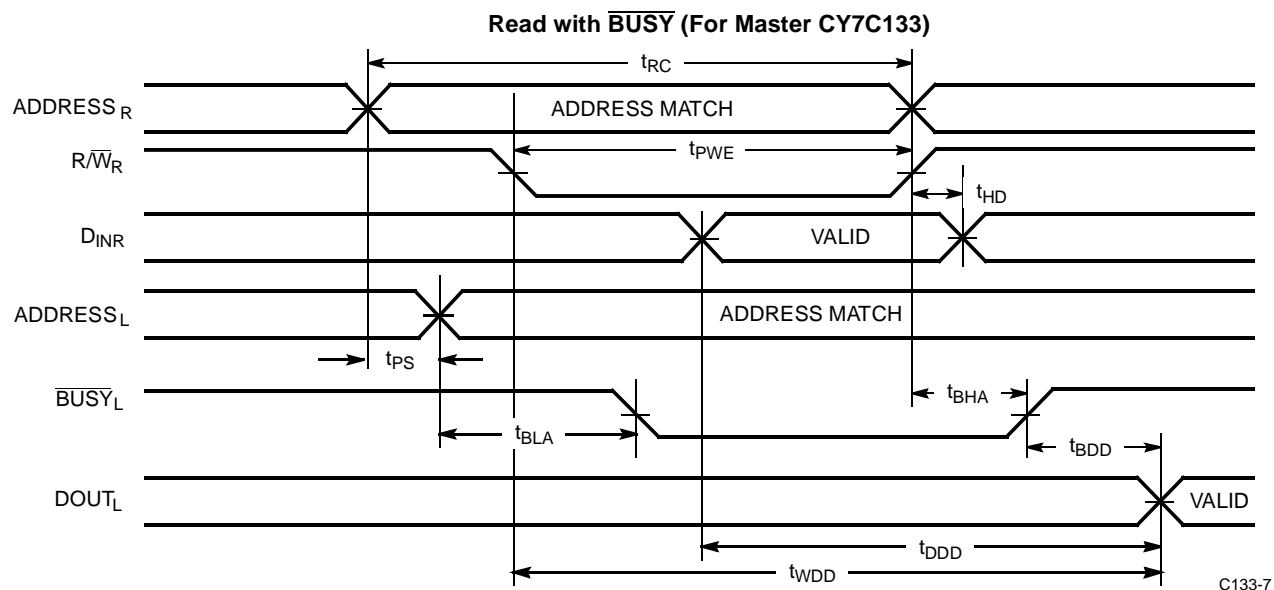 Read with BUSY (For Master CY7C133)
tRC
ADDRESS R
ADDRESS MATCH
R/WR
tPWE
tHD
DINR
VALID
ADDRESSL
ADDRESS MATCH
tPS
BUSYL
tBHA
tBLA
tBDD
DOUTL
VALID
tDDD
tWDD
C133-7